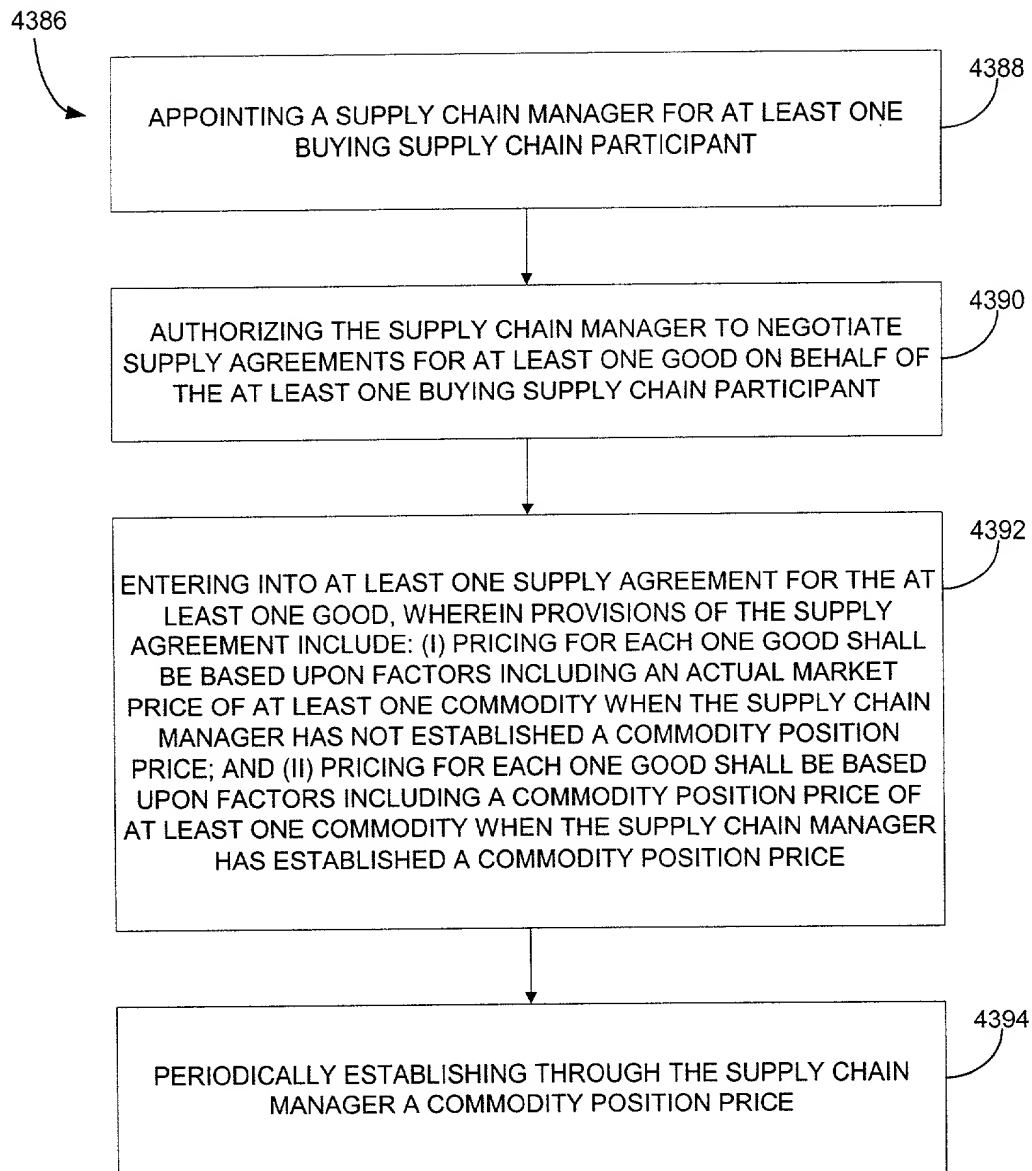 4386
4388
APPOINTING A SUPPLY CHAIN MANAGER FOR AT LEAST ONE
BUYING SUPPLY CHAIN PARTICIPANT
4390
AUTHORIZING THE SUPPLY CHAIN MANAGER TO NEGOTIATE
SUPPLY AGREEMENTS FOR AT LEAST ONE GOOD ON BEHALF OF
THE AT LEAST ONE BUYING SUPPLY CHAIN PARTICIPANT
4392
ENTERING INTO AT LEAST ONE SUPPLY AGREEMENT FOR THE AT
LEAST ONE GOOD, WHEREIN PROVISIONS OF THE SUPPLY
AGREEMENT INCLUDE: (I) PRICING FOR EACH ONE GOOD SHALL
BE BASED UPON FACTORS INCLUDING AN ACTUAL MARKET
PRICE OF AT LEAST ONE COMMODITY WHEN THE SUPPLY CHAIN
MANAGER HAS NOT ESTABLISHED A COMMODITY POSITION
PRICE; AND (II) PRICING FOR EACH ONE GOOD SHALL BE BASED
UPON FACTORS INCLUDING A COMMODITY POSITION PRICE OF
AT LEAST ONE COMMODITY WHEN THE SUPPLY CHAIN MANAGER
HAS ESTABLISHED A COMMODITY POSITION PRICE
4394
PERIODICALLY ESTABLISHING THROUGH THE SUPPLY CHAIN
MANAGER A COMMODITY POSITION PRICE